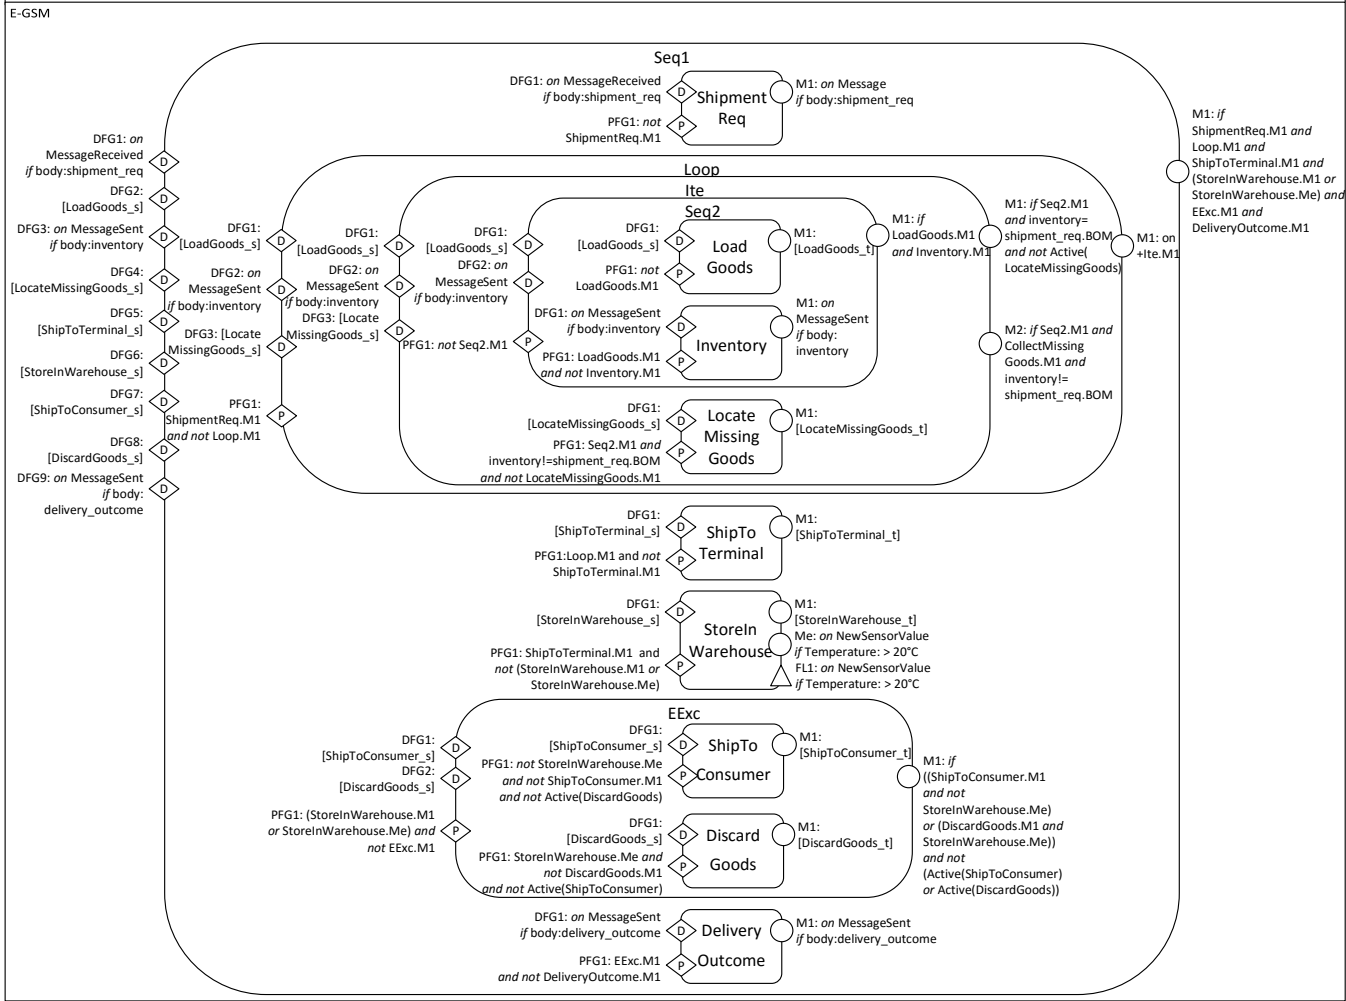 E-GSM
Seq1
DFG1: on MessageReceived
if body:shipment_req
D
PFG1: not
ShipmentReq.M1
P
Shipment
Req
M1: on Message
if body:shipment_req
DFG1: on
MessageReceived
if body:shipment_req
D
DFG2:
[LoadGoods_s]
D
DFG3: on MessageSent
if body:inventory
D
DFG4:
[LocateMissingGoods_s]
D
DFG5:
[ShipToTerminal_s]
D
DFG6:
[StoreInWarehouse_s]
D
DFG7:
[ShipToConsumer_s]
D
DFG8:
[DiscardGoods_s]
D
DFG9: on MessageSent
if body:
delivery_outcome
D
M1: if
ShipmentReq.M1 and
Loop.M1 and
ShipToTerminal.M1 and
(StoreInWarehouse.M1 or
StoreInWarehouse.Me) and
EExc.M1 and
DeliveryOutcome.M1
Loop
DFG1:
[LoadGoods_s]
D
DFG2: on
MessageSent
if body:inventory
D
DFG3: [Locate
MissingGoods_s]
D
PFG1:
ShipmentReq.M1
and not Loop.M1
P
M1: on
+Ite.M1
Ite
DFG1:
[LoadGoods_s]
D
DFG2: on
MessageSent
if body:inventory
D
DFG3: [Locate
MissingGoods_s]
D
M1: if Seq2.M1
and inventory=
shipment_req.BOM
and not Active(
LocateMissingGoods)
M2: if Seq2.M1 and
CollectMissing
Goods.M1 and
inventory!=
shipment_req.BOM
Seq2
DFG1:
[LoadGoods_s]
D
DFG2: on
MessageSent
if body:inventory
D
PFG1: not Seq2.M1
P
M1: if
LoadGoods.M1
and Inventory.M1
DFG1:
[LoadGoods_s]
D
PFG1: not
LoadGoods.M1
P
Load
Goods
M1:
[LoadGoods_t]
DFG1: on MessageSent
if body:inventory
D
PFG1: LoadGoods.M1
and not Inventory.M1
P
Inventory
M1: on
MessageSent
if body:
inventory
DFG1:
[LocateMissingGoods_s]
D
PFG1: Seq2.M1 and
inventory!=shipment_req.BOM
and not LocateMissingGoods.M1
P
Locate
Missing
Goods
M1:
[LocateMissingGoods_t]
DFG1:
[ShipToTerminal_s]
D
PFG1:Loop.M1 and not
ShipToTerminal.M1
P
ShipTo
Terminal
M1:
[ShipToTerminal_t]
DFG1:
[StoreInWarehouse_s]
D
PFG1: ShipToTerminal.M1 and
not (StoreInWarehouse.M1 or
StoreInWarehouse.Me)
P
StoreIn
Warehouse
M1:
[StoreInWarehouse_t]
Me: on NewSensorValue
if Temperature: > 20°C
FL1: on NewSensorValue
if Temperature: > 20°C
EExc
DFG1:
[ShipToConsumer_s]
D
DFG2:
[DiscardGoods_s]
D
PFG1: (StoreInWarehouse.M1
or StoreInWarehouse.Me) and
not EExc.M1
P
DFG1:
[ShipToConsumer_s]
D
PFG1: not StoreInWarehouse.Me
and not ShipToConsumer.M1
and not Active(DiscardGoods)
P
ShipTo
Consumer
M1:
[ShipToConsumer_t]
DFG1:
[DiscardGoods_s]
D
PFG1: StoreInWarehouse.Me and
not DiscardGoods.M1
and not Active(ShipToConsumer)
P
Discard
Goods
M1:
[DiscardGoods_t]
M1: if
((ShipToConsumer.M1
and not
StoreInWarehouse.Me)
or (DiscardGoods.M1 and
StoreInWarehouse.Me))
and not
(Active(ShipToConsumer)
or Active(DiscardGoods))
DFG1: on MessageSent
if body:delivery_outcome
D
PFG1: EExc.M1
and not DeliveryOutcome.M1
P
Delivery
Outcome
M1: on MessageSent
if body:delivery_outcome